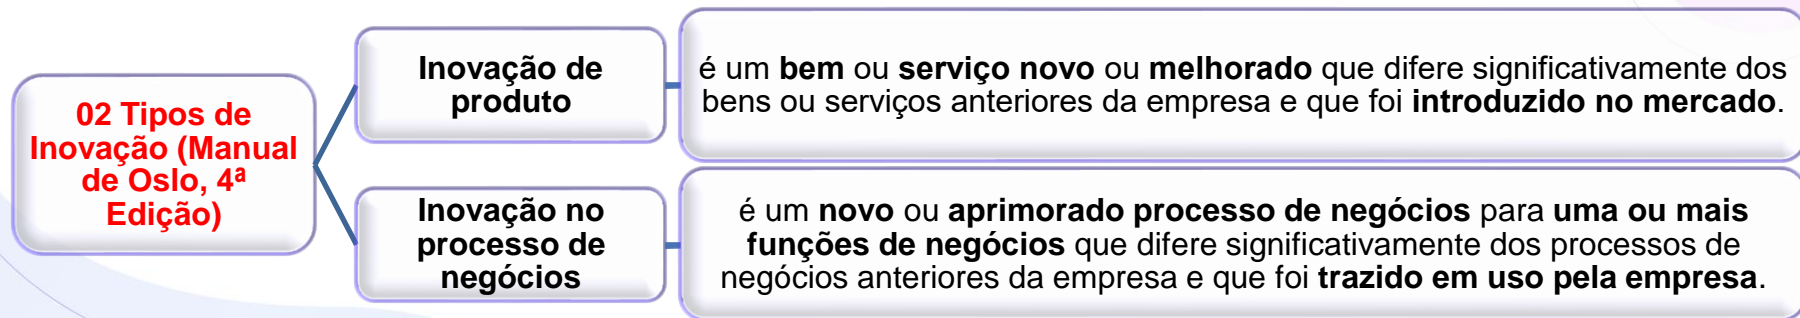 02 Tipos de
Inovação (Manual
de Oslo, 4ª
Edição)
Inovação de
produto
é um bem ou serviço novo ou melhorado que difere significativamente dos
bens ou serviços anteriores da empresa e que foi introduzido no mercado.
Inovação no
processo de
negócios
é um novo ou aprimorado processo de negócios para uma ou mais
funções de negócios que difere significativamente dos processos de
negócios anteriores da empresa e que foi trazido em uso pela empresa.